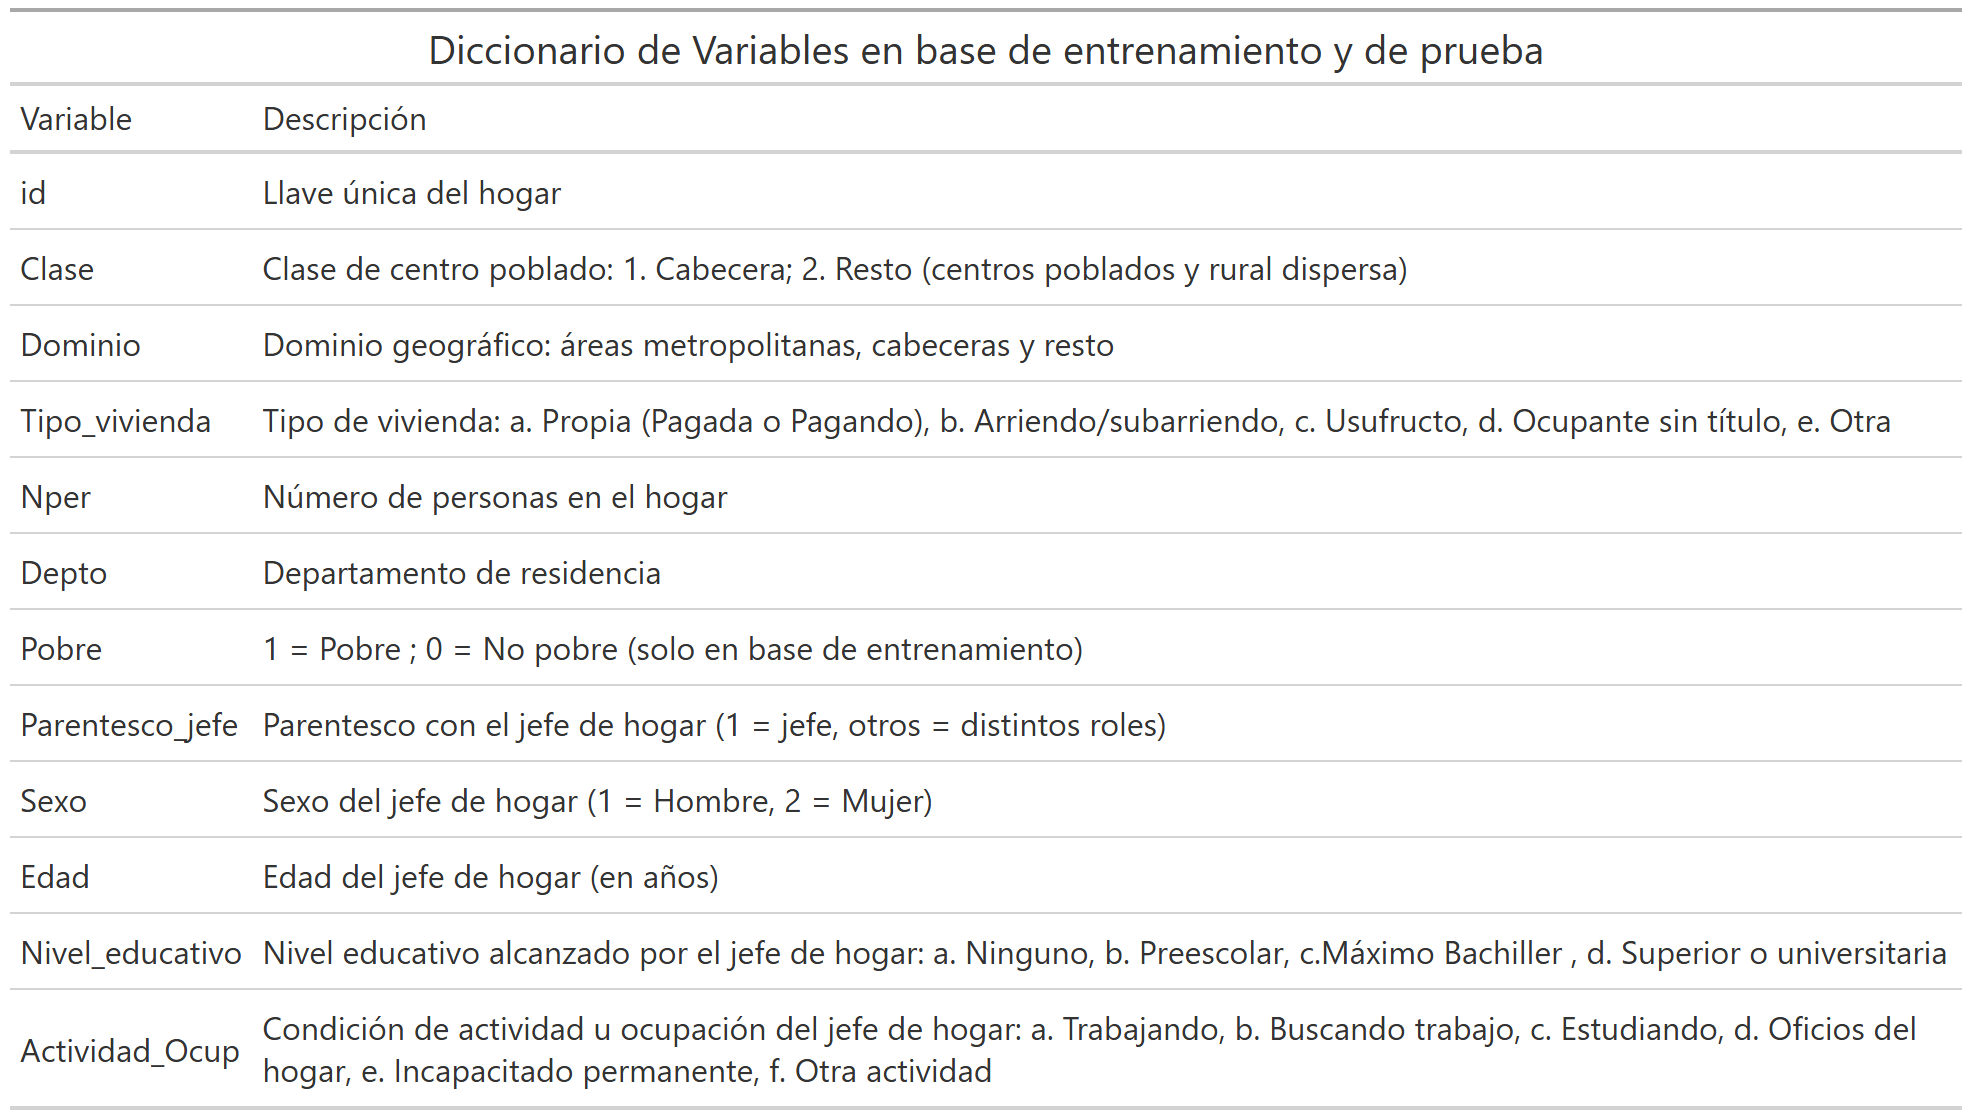 Diccionario de Variables en base de entrenamiento y de prueba
Variable Descripción
id Llave única del hogar
Clase Clase de centro poblado: 1. Cabecera; 2. Resto (centros poblados y rural dispersa)
Dominio Dominio geográfico: áreas metropolitanas, cabeceras y resto
Tipo_vivienda Tipo de vivienda: a. Propia (Pagada o Pagando), b. Arriendo/subarriendo, c. Usufructo, d. Ocupante sin título, e. Otra
Nper Número de personas en el hogar
Depto Departamento de residencia
Pobre 1 = Pobre ; 0 = No pobre (solo en base de entrenamiento)
Parentesco_jefe Parentesco con el jefe de hogar (1 = jefe, otros = distintos roles)
Sexo Sexo del jefe de hogar (1 = Hombre, 2 = Mujer)
Edad Edad del jefe de hogar (en años)
Nivel_educativo Nivel educativo alcanzado por el jefe de hogar: a. Ninguno, b. Preescolar, c.Máximo Bachiller , d. Superior o universitaria
Actividad_Ocup Condición de actividad u ocupación del jefe de hogar: a. Trabajando, b. Buscando trabajo, c. Estudiando, d. Oficios del
hogar, e. Incapacitado permanente, f. Otra actividad